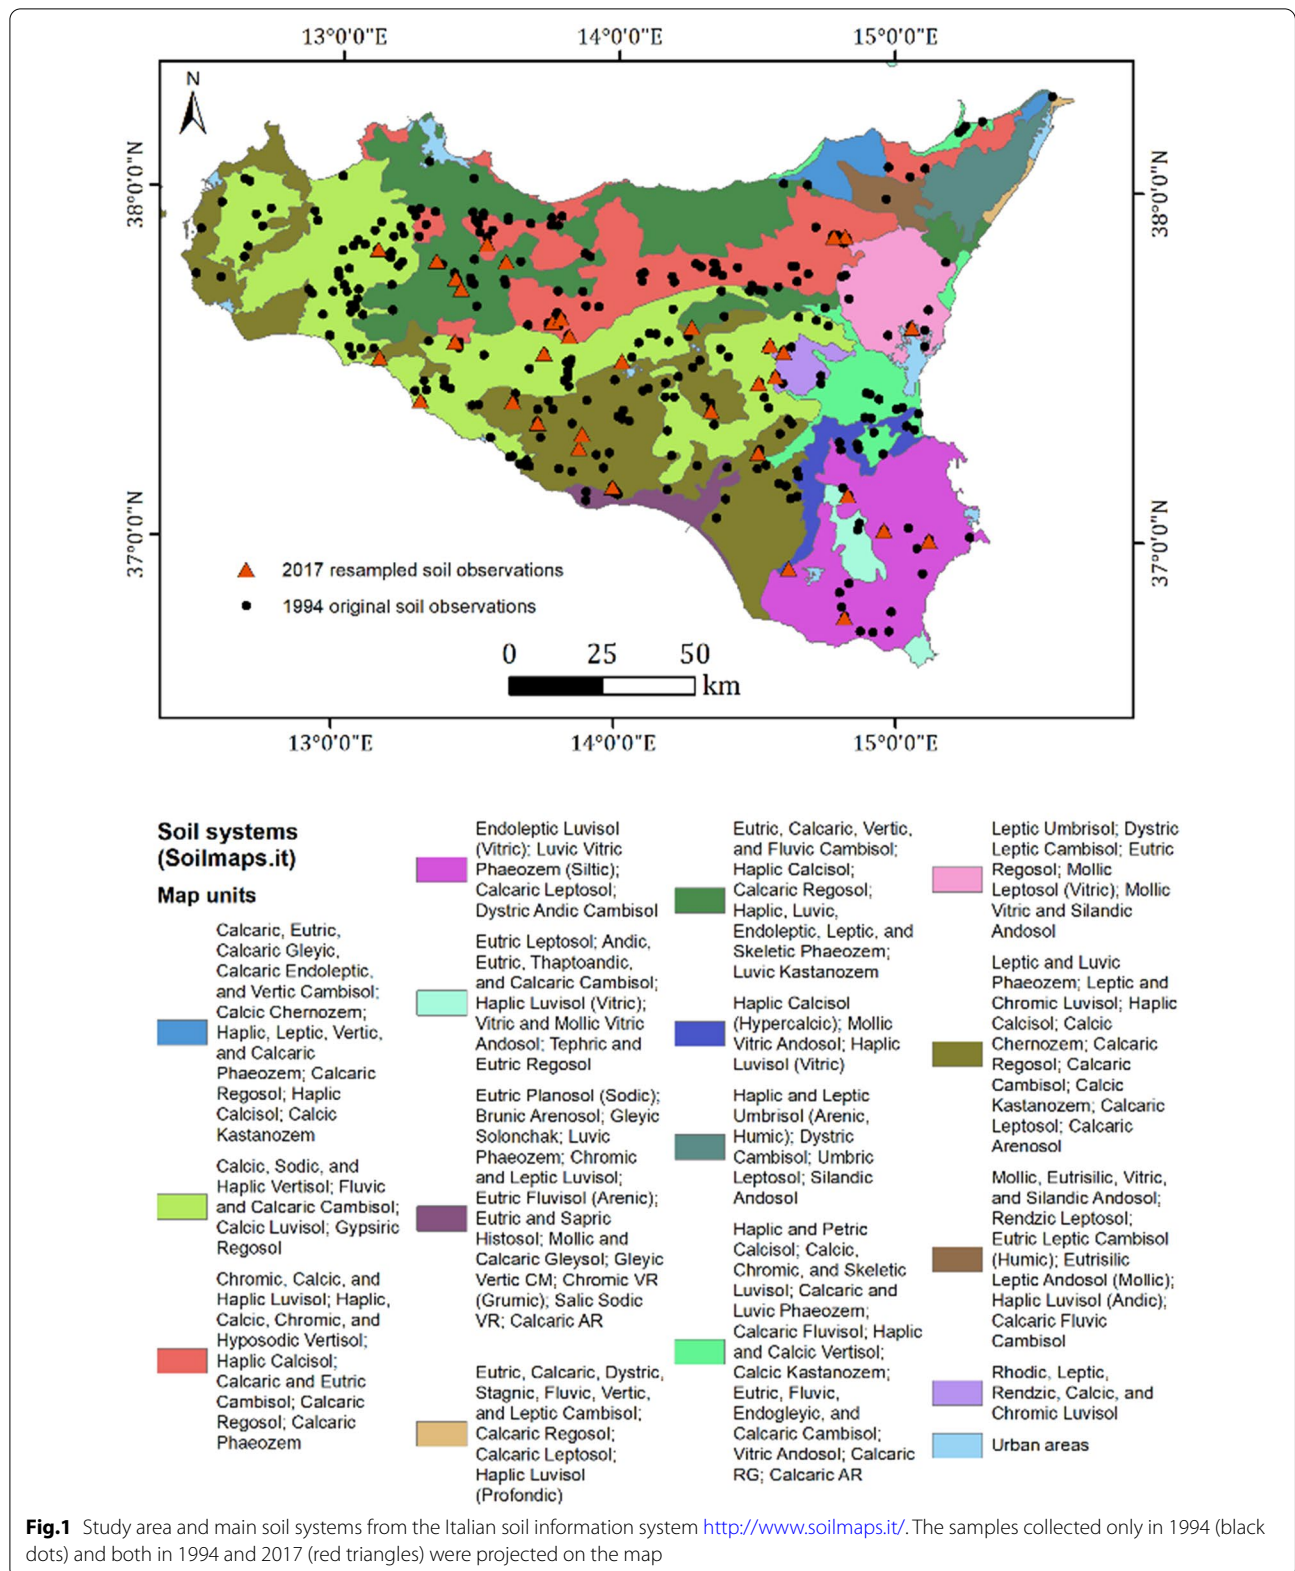 13°0'0"E 14°0'0"E 15°0'0"E
N
38°0'0"N 38°0'0"N
37°0'0"N 37°0'0"N
2017 resampled soil observations
1994 original soil observations
0 25 50
km
13°0'0"E 14°0'0"E 15°0'0"E
Soil systems
(Soilmaps.it)
Map units
Calcaric, Eutric,
Calcaric Gleyic,
Calcaric Endoleptic,
and Vertic Cambisol;
Calcic Chernozem;
Haplic, Leptic, Vertic,
and Calcaric
Phaeozem; Calcaric
Regosol; Haplic
Calcisol; Calcic
Kastanozem
Calcic, Sodic, and
Haplic Vertisol; Fluvic
and Calcaric Cambisol;
Calcic Luvisol; Gypsiric
Regosol
Chromic, Calcic, and
Haplic Luvisol; Haplic,
Calcic, Chromic, and
Hyposodic Vertisol;
Haplic Calcisol;
Calcaric and Eutric
Cambisol; Calcaric
Regosol; Calcaric
Phaeozem
Endoleptic Luvisol
(Vitric); Luvic Vitric
Phaeozem (Siltic);
Calcaric Leptosol;
Dystric Andic Cambisol
Eutric Leptosol; Andic,
Eutric, Thaptoandic,
and Calcaric Cambisol;
Haplic Luvisol (Vitric);
Vitric and Mollic Vitric
Andosol; Tephric and
Eutric Regosol
Eutric Planosol (Sodic);
Brunic Arenosol; Gleyic
Solonchak; Luvic
Phaeozem; Chromic
and Leptic Luvisol;
Eutric Fluvisol (Arenic);
Eutric and Sapric
Histosol; Mollic and
Calcaric Gleysol; Gleyic
Vertic CM; Chromic VR
(Grumic); Salic Sodic
VR; Calcaric AR
Eutric, Calcaric, Dystric,
Stagnic, Fluvic, Vertic,
and Leptic Cambisol;
Calcaric Regosol;
Calcaric Leptosol;
Haplic Luvisol
(Profondic)
Eutric, Calcaric, Vertic,
and Fluvic Cambisol;
Haplic Calcisol;
Calcaric Regosol;
Haplic, Luvic,
Endoleptic, Leptic, and
Skeletic Phaeozem;
Luvic Kastanozem
Haplic Calcisol
(Hypercalcic); Mollic
Vitric Andosol; Haplic
Luvisol (Vitric)
Haplic and Leptic
Umbrisol (Arenic,
Humic); Dystric
Cambisol; Umbric
Leptosol; Silandic
Andosol
Haplic and Petric
Calcisol; Calcic,
Chromic, and Skeletic
Luvisol; Calcaric and
Luvic Phaeozem;
Calcaric Fluvisol; Haplic
and Calcic Vertisol;
Calcic Kastanozem;
Eutric, Fluvic,
Endogleyic, and
Calcaric Cambisol;
Vitric Andosol; Calcaric
RG; Calcaric AR
Leptic Umbrisol; Dystric
Leptic Cambisol; Eutric
Regosol; Mollic
Leptosol (Vitric); Mollic
Vitric and Silandic
Andosol
Leptic and Luvic
Phaeozem; Leptic and
Chromic Luvisol; Haplic
Calcisol; Calcic
Chernozem; Calcaric
Regosol; Calcaric
Cambisol; Calcic
Kastanozem; Calcaric
Leptosol; Calcaric
Arenosol
Mollic, Eutrisilic, Vitric,
and Silandic Andosol;
Rendzic Leptosol;
Eutric Leptic Cambisol
(Humic); Eutrisilic
Leptic Andosol (Mollic);
Haplic Luvisol (Andic);
Calcaric Fluvic
Cambisol
Rhodic, Leptic,
Rendzic, Calcic, and
Chromic Luvisol
Urban areas
Fig.1 Study area and main soil systems from the Italian soil information system http://www.soilmaps.it/. The samples collected only in 1994 (black
dots) and both in 1994 and 2017 (red triangles) were projected on the map